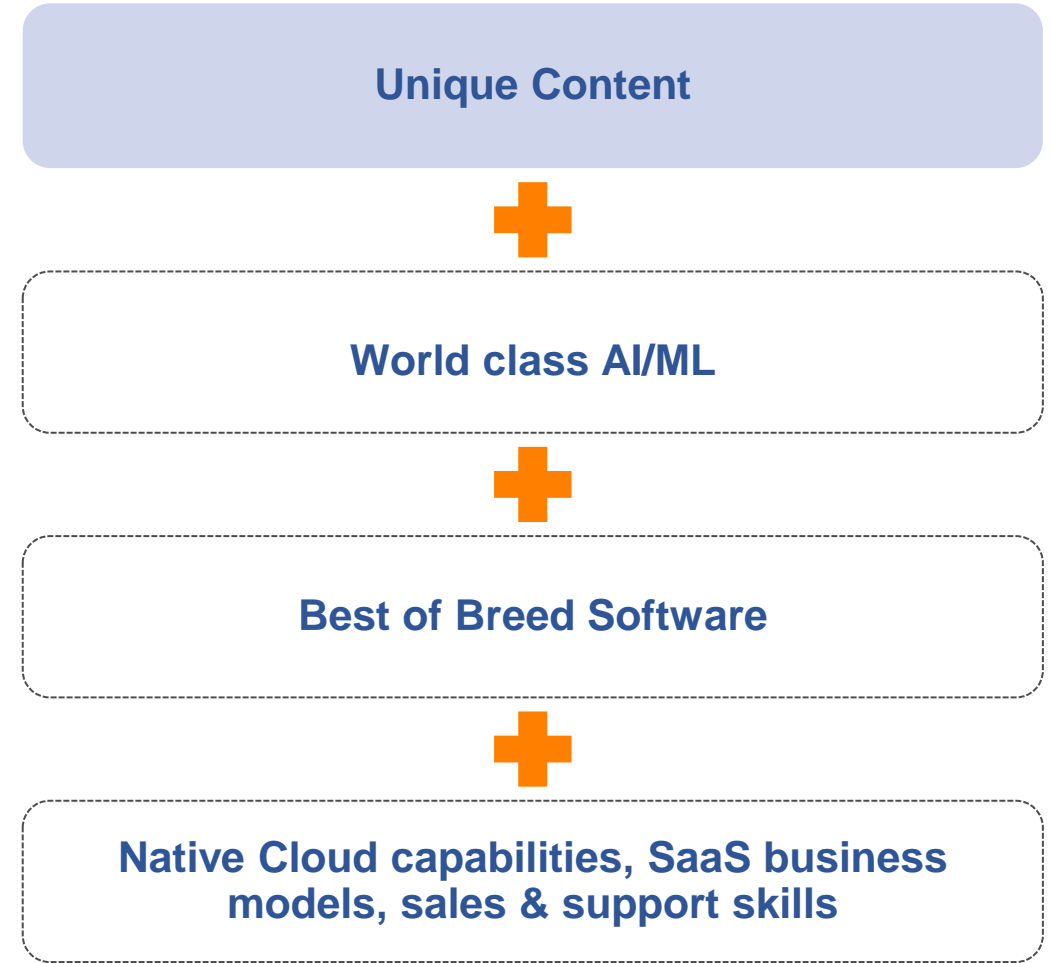 Unique Content
World class AI/ML
Best of Breed Software
Native Cloud capabilities, SaaS business
models, sales & support skills